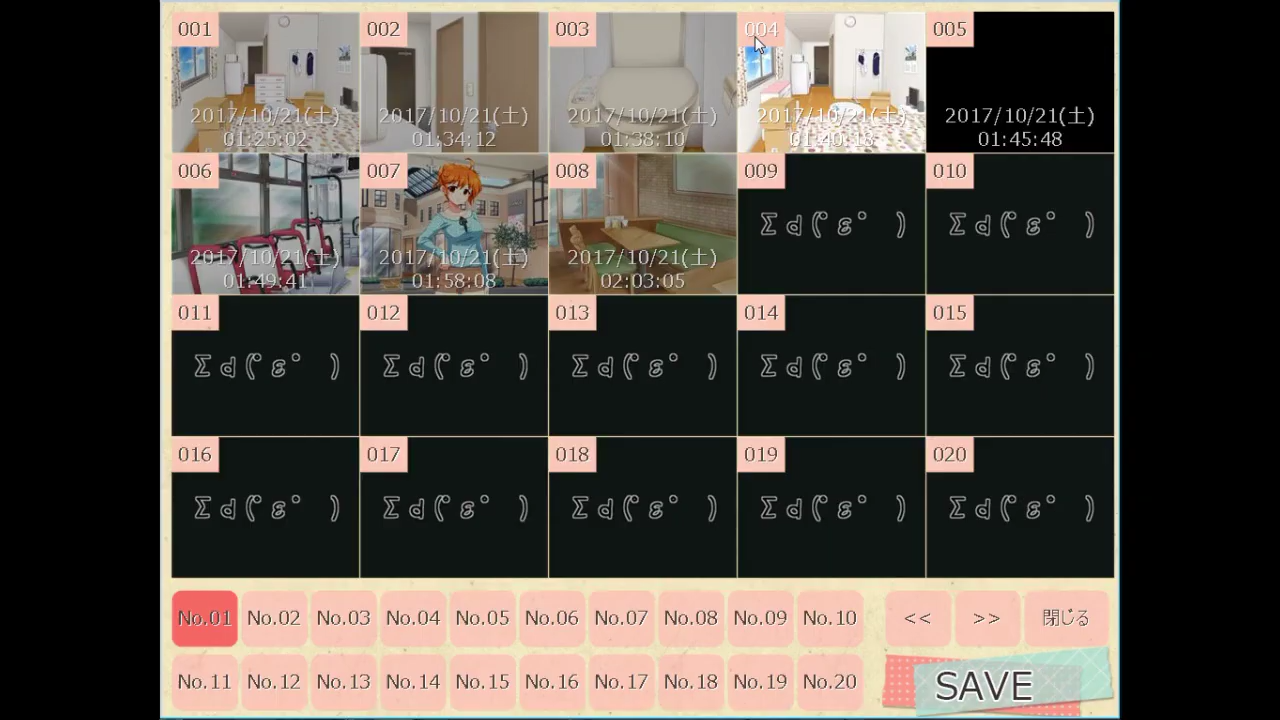 001
2017/10/21(土)
01:25:02
002
2017/10/21(土)
01:34:12
003
2017/10/21(土)
01:38:10
004
2017/10/21(土)
01:40:18
005
2017/10/21(土)
01:45:48
006
2017/10/21(土)
01:49:41
007
2017/10/21(土)
01:58:08
008
2017/10/21(土)
02:03:05
009
Σd(°ε° )
010
Σd(°ε° )
011
Σd(°ε° )
012
Σd(°ε° )
013
Σd(°ε° )
014
Σd(°ε° )
015
Σd(°ε° )
016
Σd(°ε° )
017
Σd(°ε° )
018
Σd(°ε° )
019
Σd(°ε° )
020
Σd(°ε° )
No.01 No.02 No.03 No.04 No.05 No.06 No.07 No.08 No.09 No.10 << >> 閉じる
No.11 No.12 No.13 No.14 No.15 No.16 No.17 No.18 No.19 No.20 SAVE